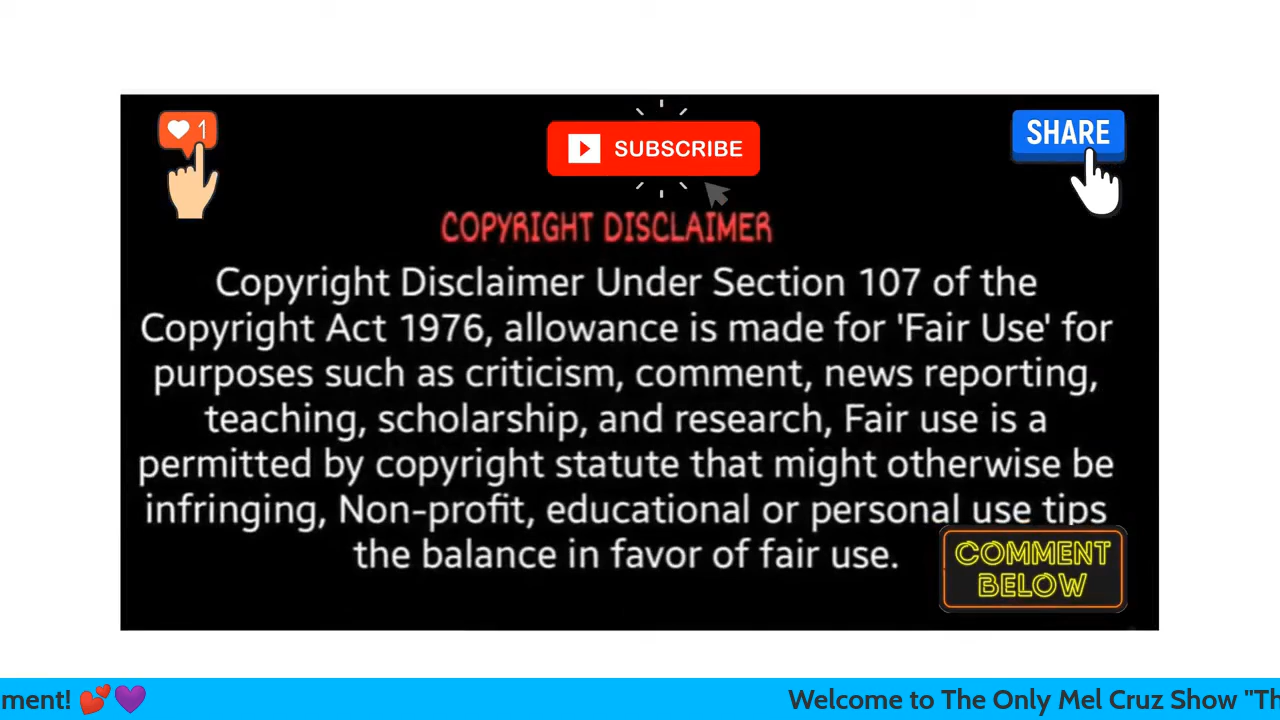 1
SUBSCRIBE
SHARE
COPYRIGHT DISCLAIMER
Copyright Disclaimer Under Section 107 of the
Copyright Act 1976, allowance is made for 'Fair Use' for
purposes such as criticism, comment, news reporting,
teaching, scholarship, and research, Fair use is a
permitted by copyright statute that might otherwise be
infringing, Non-profit, educational or personal use tips
the balance in favor of fair use.
COMMENT
BELOW
ment! 💕💜 Welcome to The Only Mel Cruz Show "Th